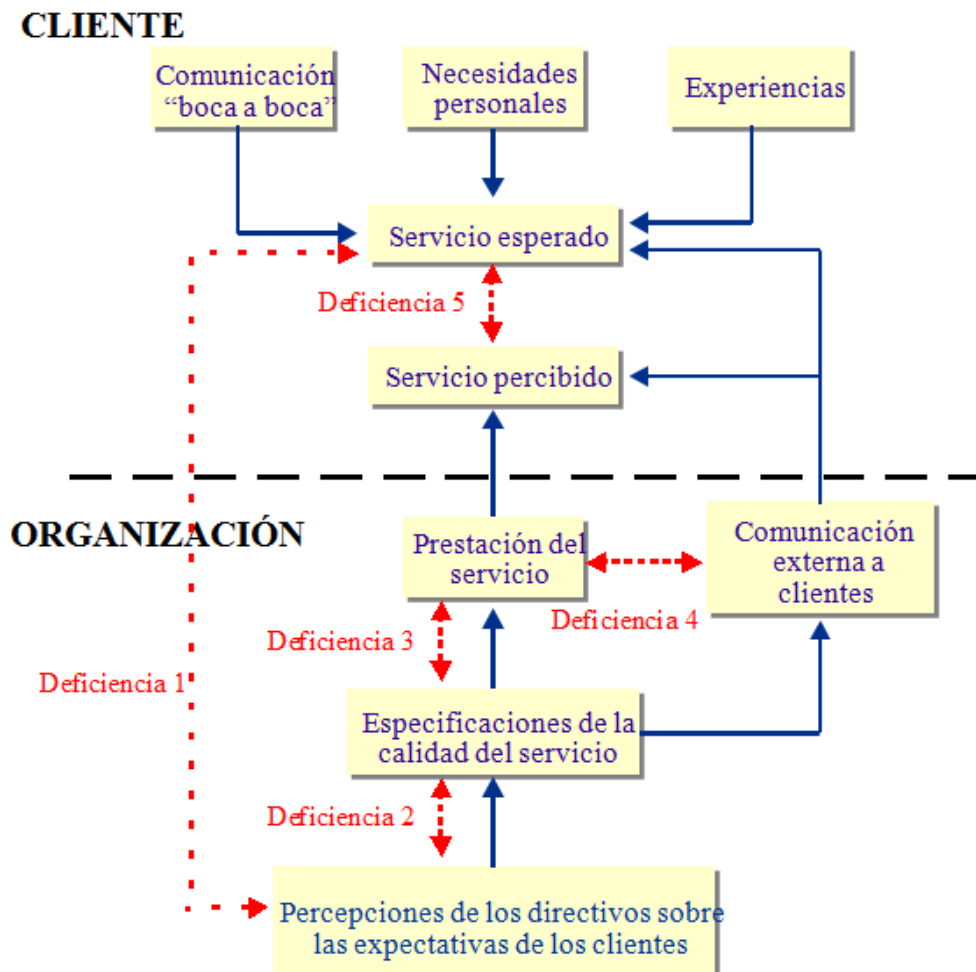 CLIENTE
Comunicación
“boca a boca”
Necesidades
personales
Experiencias
Servicio esperado
Deficiencia 5
Servicio percibido
ORGANIZACIÓN
Prestación del
servicio
Comunicación
externa a
clientes
Deficiencia 4
Deficiencia 3
Deficiencia 1
Especificaciones de la
calidad del servicio
Deficiencia 2
Percepciones de los directivos sobre
las expectativas de los clientes